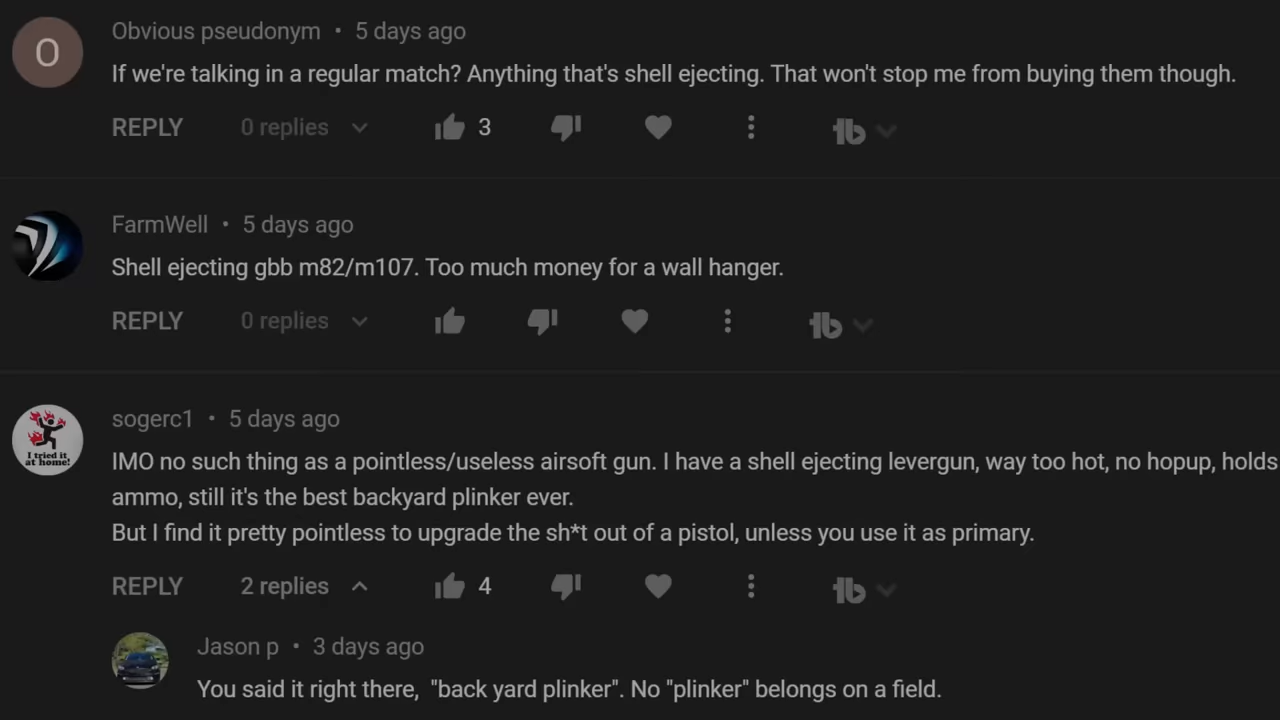 O
Obvious pseudonym • 5 days ago
If we're talking in a regular match? Anything that's shell ejecting. That won't stop me from buying them though.
REPLY 0 replies 3
FarmWell • 5 days ago
Shell ejecting gbb m82/m107. Too much money for a wall hanger.
REPLY 0 replies
sogerc1 • 5 days ago
I tried it
at home!
IMO no such thing as a pointless/useless airsoft gun. I have a shell ejecting levergun, way too hot, no hopup, holds
ammo, still it's the best backyard plinker ever.
But I find it pretty pointless to upgrade the sh*t out of a pistol, unless you use it as primary.
REPLY 2 replies 4
Jason p • 3 days ago
You said it right there, "back yard plinker". No "plinker" belongs on a field.